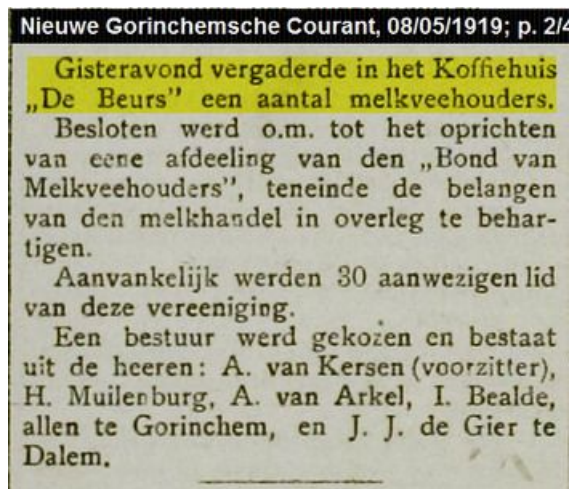 Nieuwe Gorinchemsche Courant, 08/05/1919; p. 2/4
Gisteravond vergaderde in het Koffiehuis
„De Beurs” een aantal melkveehouders.
Besloten werd o.m. tot het oprichten
van eene afdeeling van den „Bond van
Melkveehouders”, teneinde de belangen
van den melkhandel in overleg te behar-
tigen.
Aanvankelijk werden 30 aanwezigen lid
van deze vereeniging.
Een bestuur werd gekozen en bestaat
uit de heeren: A. van Kersen (voorzitter),
H. Muilenburg, A. van Arkel, I. Bealde,
allen te Gorinchem, en J. J. de Gier te
Dalem.